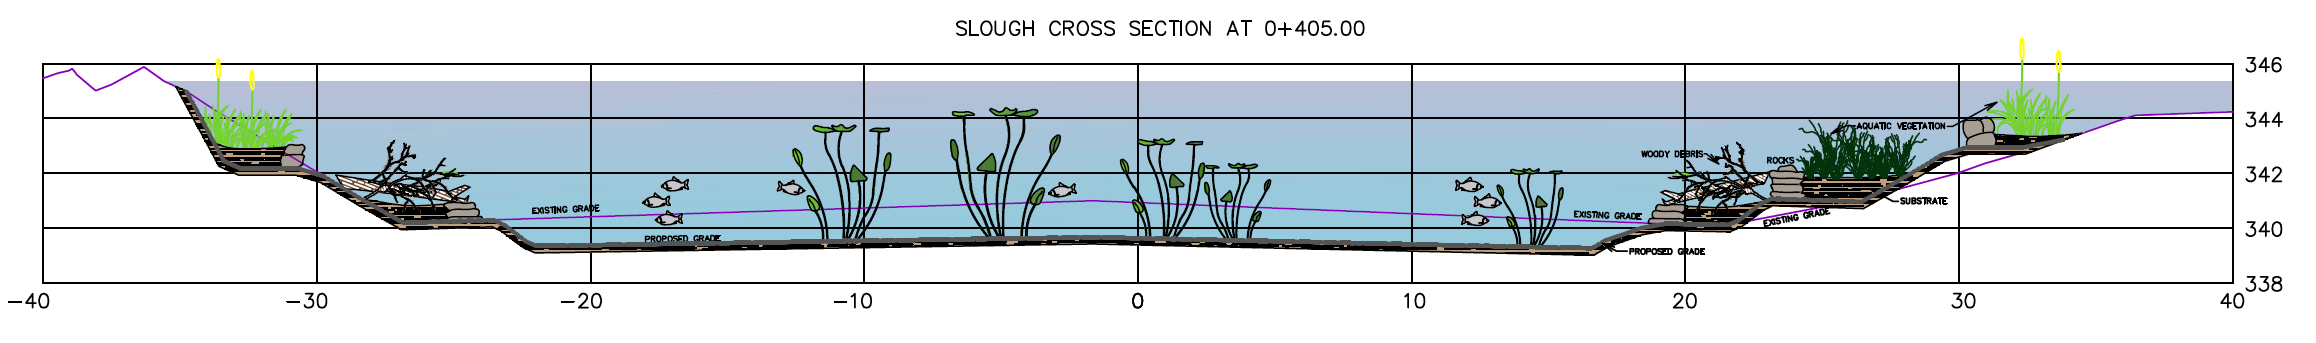 SLOUGH CROSS SECTION AT 0+405.00
346
344
AQUATIC VEGETATION
WOODY DEBRIS
ROCKS
342
SUBSTRATE
EXISTING GRADE
EXISTING GRADE
EXISTING GRADE
340
PROPOSED GRADE
PROPOSED GRADE
338
-40 -30 -20 -10 0 10 20 30 40